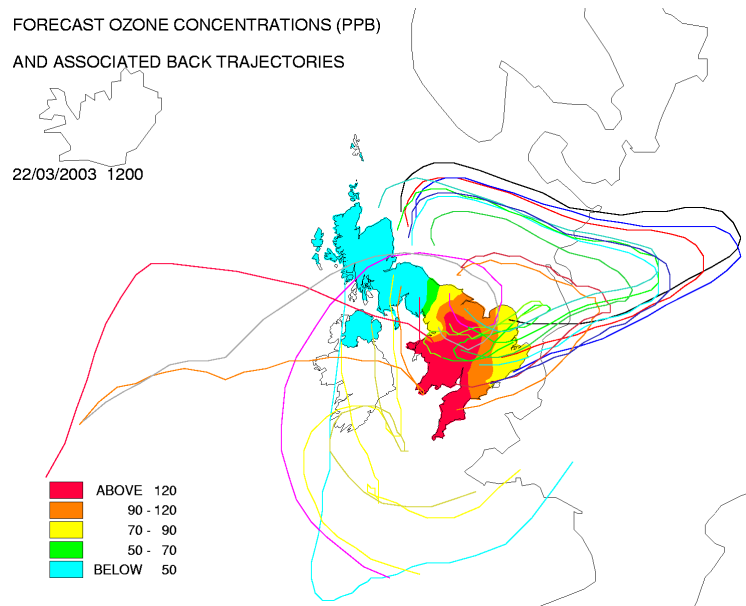 FORECAST OZONE CONCENTRATIONS (PPB)
AND ASSOCIATED BACK TRAJECTORIES
22/03/2003 1200
ABOVE 120
90 - 120
70 - 90
50 - 70
BELOW 50